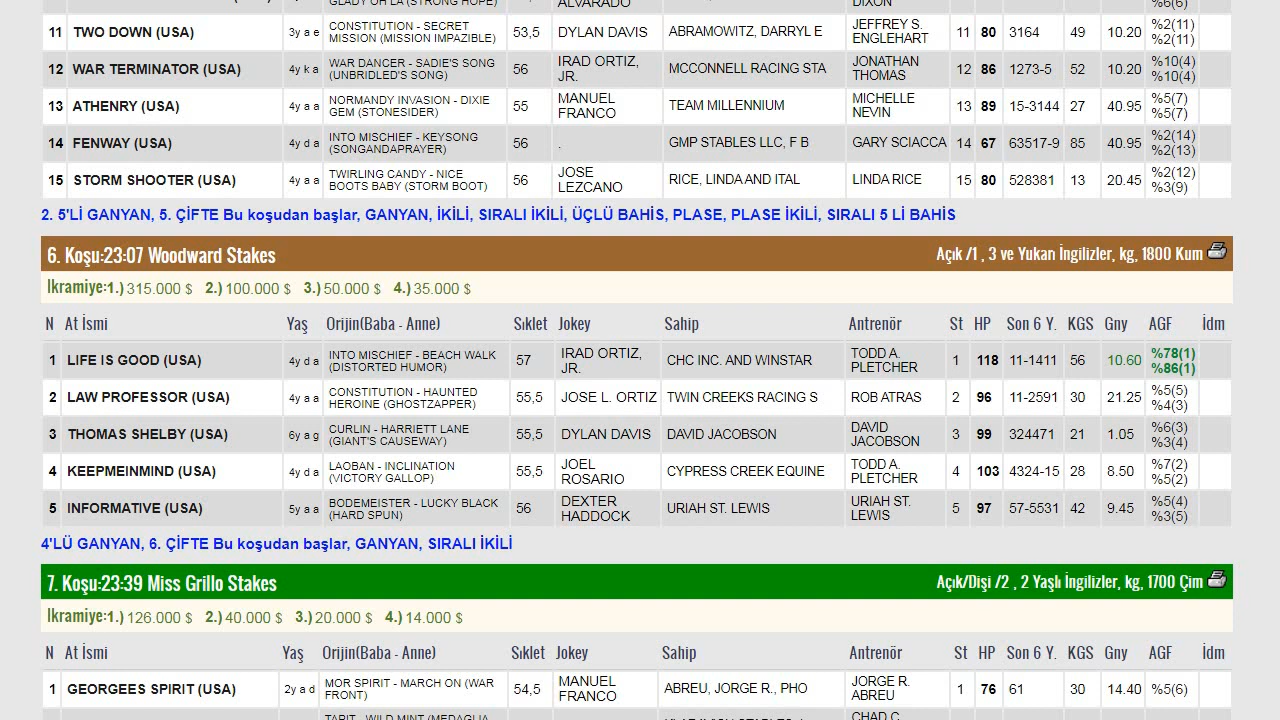 GLADY OH LA (STRONG HOPE) ALVARADO DIXON %6(6)
11 TWO DOWN (USA) 3y a e CONSTITUTION - SECRET MISSION (MISSION IMPAZIBLE) 53,5 DYLAN DAVIS ABRAMOWITZ, DARRYL E JEFFREY S. ENGLEHART 11 80 3164 49 10.20 %2(11) %2(11)
12 WAR TERMINATOR (USA) 4y k a WAR DANCER - SADIE'S SONG (UNBRIDLED'S SONG) 56 IRAD ORTIZ, JR. MCCONNELL RACING STA JONATHAN THOMAS 12 86 1273-5 52 10.20 %10(4) %10(4)
13 ATHENRY (USA) 4y a a NORMANDY INVASION - DIXIE GEM (STONESIDER) 55 MANUEL FRANCO TEAM MILLENNIUM MICHELLE NEVIN 13 89 15-3144 27 40.95 %5(7) %5(7)
14 FENWAY (USA) 4y d a INTO MISCHIEF - KEYSONG (SONGANDAPRAYER) 56 . GMP STABLES LLC, F B GARY SCIACCA 14 67 63517-9 85 40.95 %2(14) %2(13)
15 STORM SHOOTER (USA) 4y a a TWIRLING CANDY - NICE BOOTS BABY (STORM BOOT) 56 JOSE LEZCANO RICE, LINDA AND ITAL LINDA RICE 15 80 528381 13 20.45 %2(12) %3(9)
2. 5'Lİ GANYAN, 5. ÇİFTE Bu koşudan başlar, GANYAN, İKİLİ, SIRALI İKİLİ, ÜÇLÜ BAHİS, PLASE, PLASE İKİLİ, SIRALI 5 Lİ BAHİS
6. Koşu:23:07 Woodward Stakes Açık /1 , 3 ve Yukarı İngilizler, kg, 1800 Kum
Ikramiye:1.) 315.000 $ 2.) 100.000 $ 3.) 50.000 $ 4.) 35.000 $
N At İsmi Yaş Orijin(Baba - Anne) Sıklet Jokey Sahip Antrenör St HP Son 6 Y. KGS Gny AGF İdm
1 LIFE IS GOOD (USA) 4y d a INTO MISCHIEF - BEACH WALK (DISTORTED HUMOR) 57 IRAD ORTIZ, JR. CHC INC. AND WINSTAR TODD A. PLETCHER 1 118 11-1411 56 10.60 %78(1) %86(1)
2 LAW PROFESSOR (USA) 4y a a CONSTITUTION - HAUNTED HEROINE (GHOSTZAPPER) 55,5 JOSE L. ORTIZ TWIN CREEKS RACING S ROB ATRAS 2 96 11-2591 30 21.25 %5(5) %4(3)
3 THOMAS SHELBY (USA) 6y a g CURLIN - HARRIETT LANE (GIANT'S CAUSEWAY) 55,5 DYLAN DAVIS DAVID JACOBSON DAVID JACOBSON 3 99 324471 21 1.05 %6(3) %3(4)
4 KEEPMEINMIND (USA) 4y d a LAOBAN - INCLINATION (VICTORY GALLOP) 55,5 JOEL ROSARIO CYPRESS CREEK EQUINE TODD A. PLETCHER 4 103 4324-15 28 8.50 %7(2) %5(2)
5 INFORMATIVE (USA) 5y a a BODEMEISTER - LUCKY BLACK (HARD SPUN) 56 DEXTER HADDOCK URIAH ST. LEWIS URIAH ST. LEWIS 5 97 57-5531 42 9.45 %5(4) %3(5)
4'LÜ GANYAN, 6. ÇİFTE Bu koşudan başlar, GANYAN, SIRALI İKİLİ
7. Koşu:23:39 Miss Grillo Stakes Açık/Dişi /2 , 2 Yaşlı İngilizler, kg, 1700 Çim
Ikramiye:1.) 126.000 $ 2.) 40.000 $ 3.) 20.000 $ 4.) 14.000 $
N At İsmi Yaş Orijin(Baba - Anne) Sıklet Jokey Sahip Antrenör St HP Son 6 Y. KGS Gny AGF İdm
1 GEORGEES SPIRIT (USA) 2y a d MOR SPIRIT - MARCH ON (WAR FRONT) 54,5 MANUEL FRANCO ABREU, JORGE R., PHO JORGE R. ABREU 1 76 61 30 14.40 %5(6)
TAPIT - WILD MINT (MEDAGLIA CHAD C.